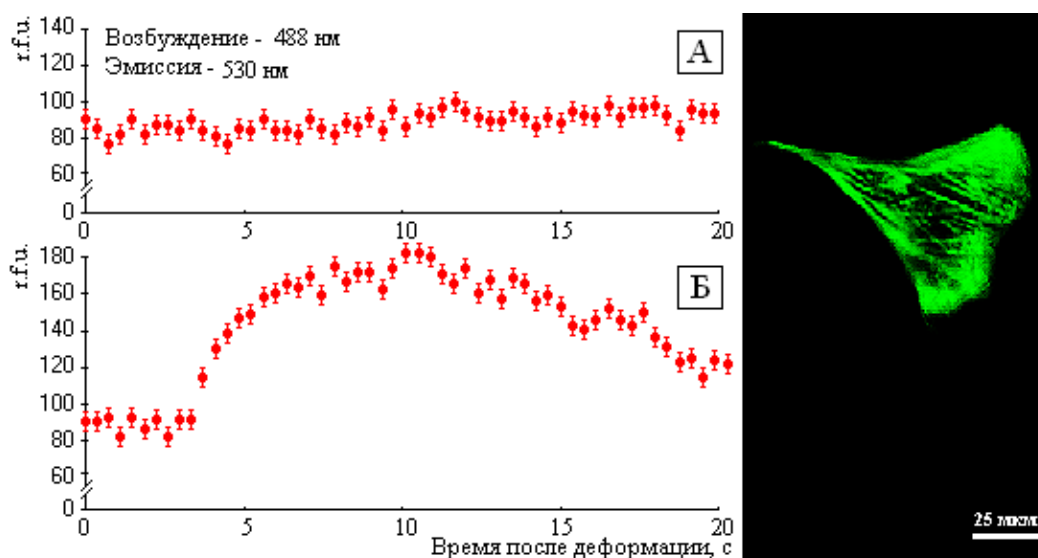 r.f.u.
140
120
100
80
60
0
Возбуждение - 488 нм
Эмиссия - 530 нм
А
0 5 10 15 20
r.f.u.
180
160
140
120
100
80
60
0
Б
0 5 10 15 20
Время после деформации, с
25 мкм